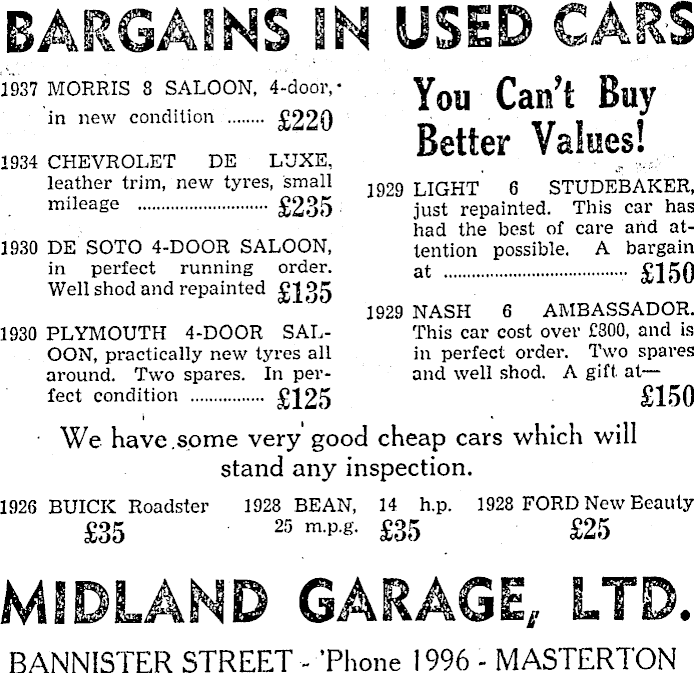 BARGAINS IN USED CARS
1937 MORRIS 8 SALOON, 4-door,
in new condition ........ £220
1934 CHEVROLET DE LUXE,
leather trim, new tyres, small
mileage ............................ £235
1930 DE SOTO 4-DOOR SALOON,
in perfect running order.
Well shod and repainted £135
1930 PLYMOUTH 4-DOOR SAL-
OON, practically new tyres all
around. Two spares. In per-
fect condition ................ £125
You Can't Buy
Better Values!
1929 LIGHT 6 STUDEBAKER,
just repainted. This car has
had the best of care and at-
tention possible. A bargain
at ........................................ £150
1929 NASH 6 AMBASSADOR.
This car cost over £800, and is
in perfect order. Two spares
and well shod. A gift at—
£150
We have some very good cheap cars which will
stand any inspection.
1926 BUICK Roadster
£35
1928 BEAN, 14 h.p.
25 m.p.g. £35
1928 FORD New Beauty
£25
MIDLAND GARAGE, LTD.
BANNISTER STREET - 'Phone 1996 - MASTERTON